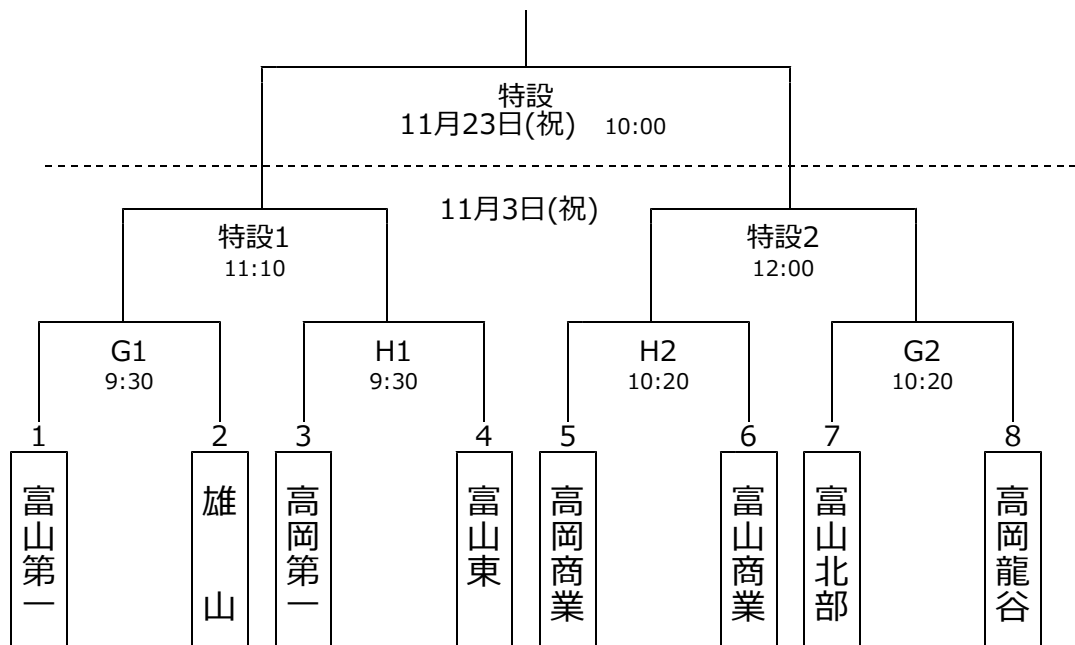 特設
11月23日(祝) 10:00
11月3日(祝)
特設1
11:10
特設2
12:00
G1
9:30
H1
9:30
H2
10:20
G2
10:20
1
2
3
4
5
6
7
8
富山第一
雄山
高岡第一
富山東
高岡商業
富山商業
富山北部
高岡龍谷